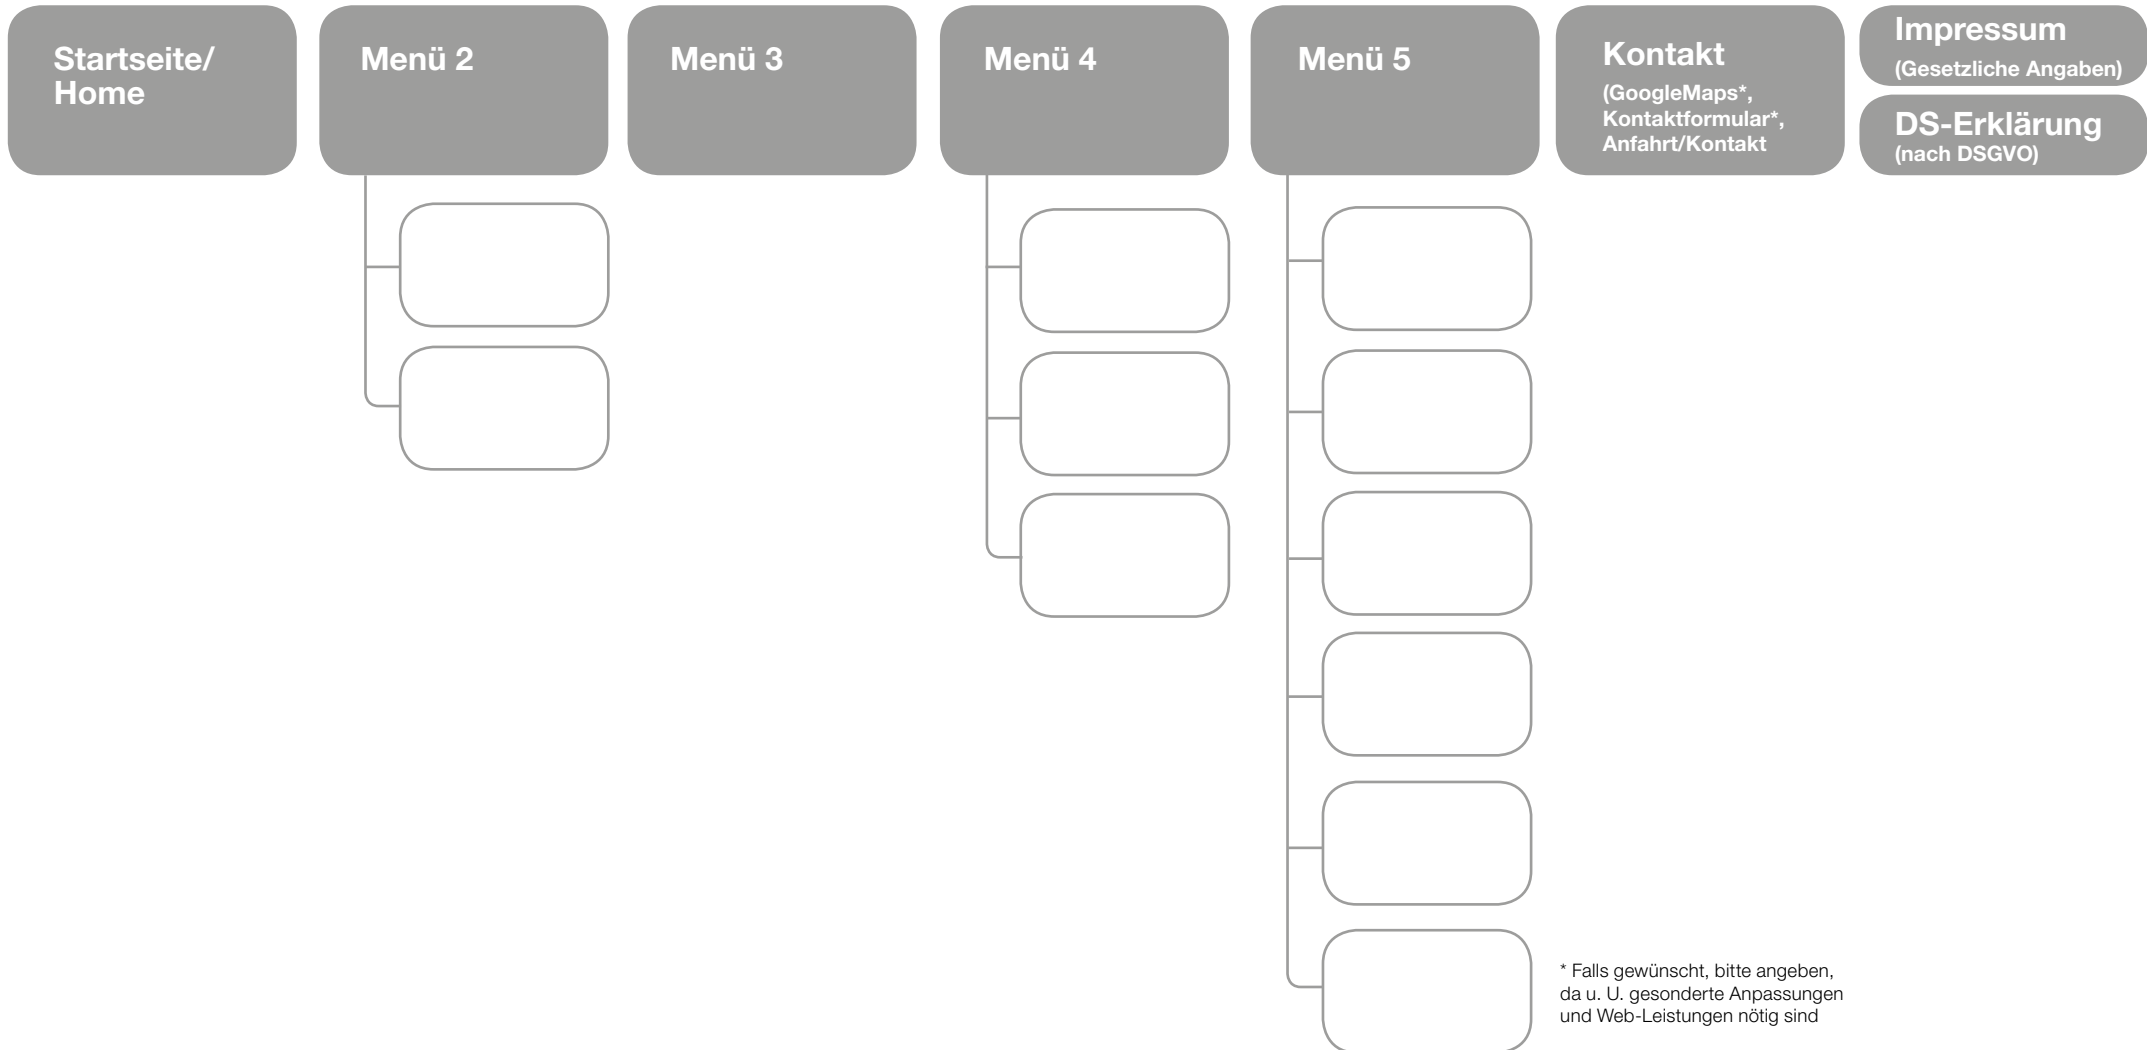 Startseite/
Home
Menü 2
Menü 3
Menü 4
Menü 5
Kontakt
(GoogleMaps*,
Kontaktformular*,
Anfahrt/Kontakt
Impressum
(Gesetzliche Angaben)
DS-Erklärung
(nach DSGVO)
* Falls gewünscht, bitte angeben,
da u. U. gesonderte Anpassungen
und Web-Leistungen nötig sind